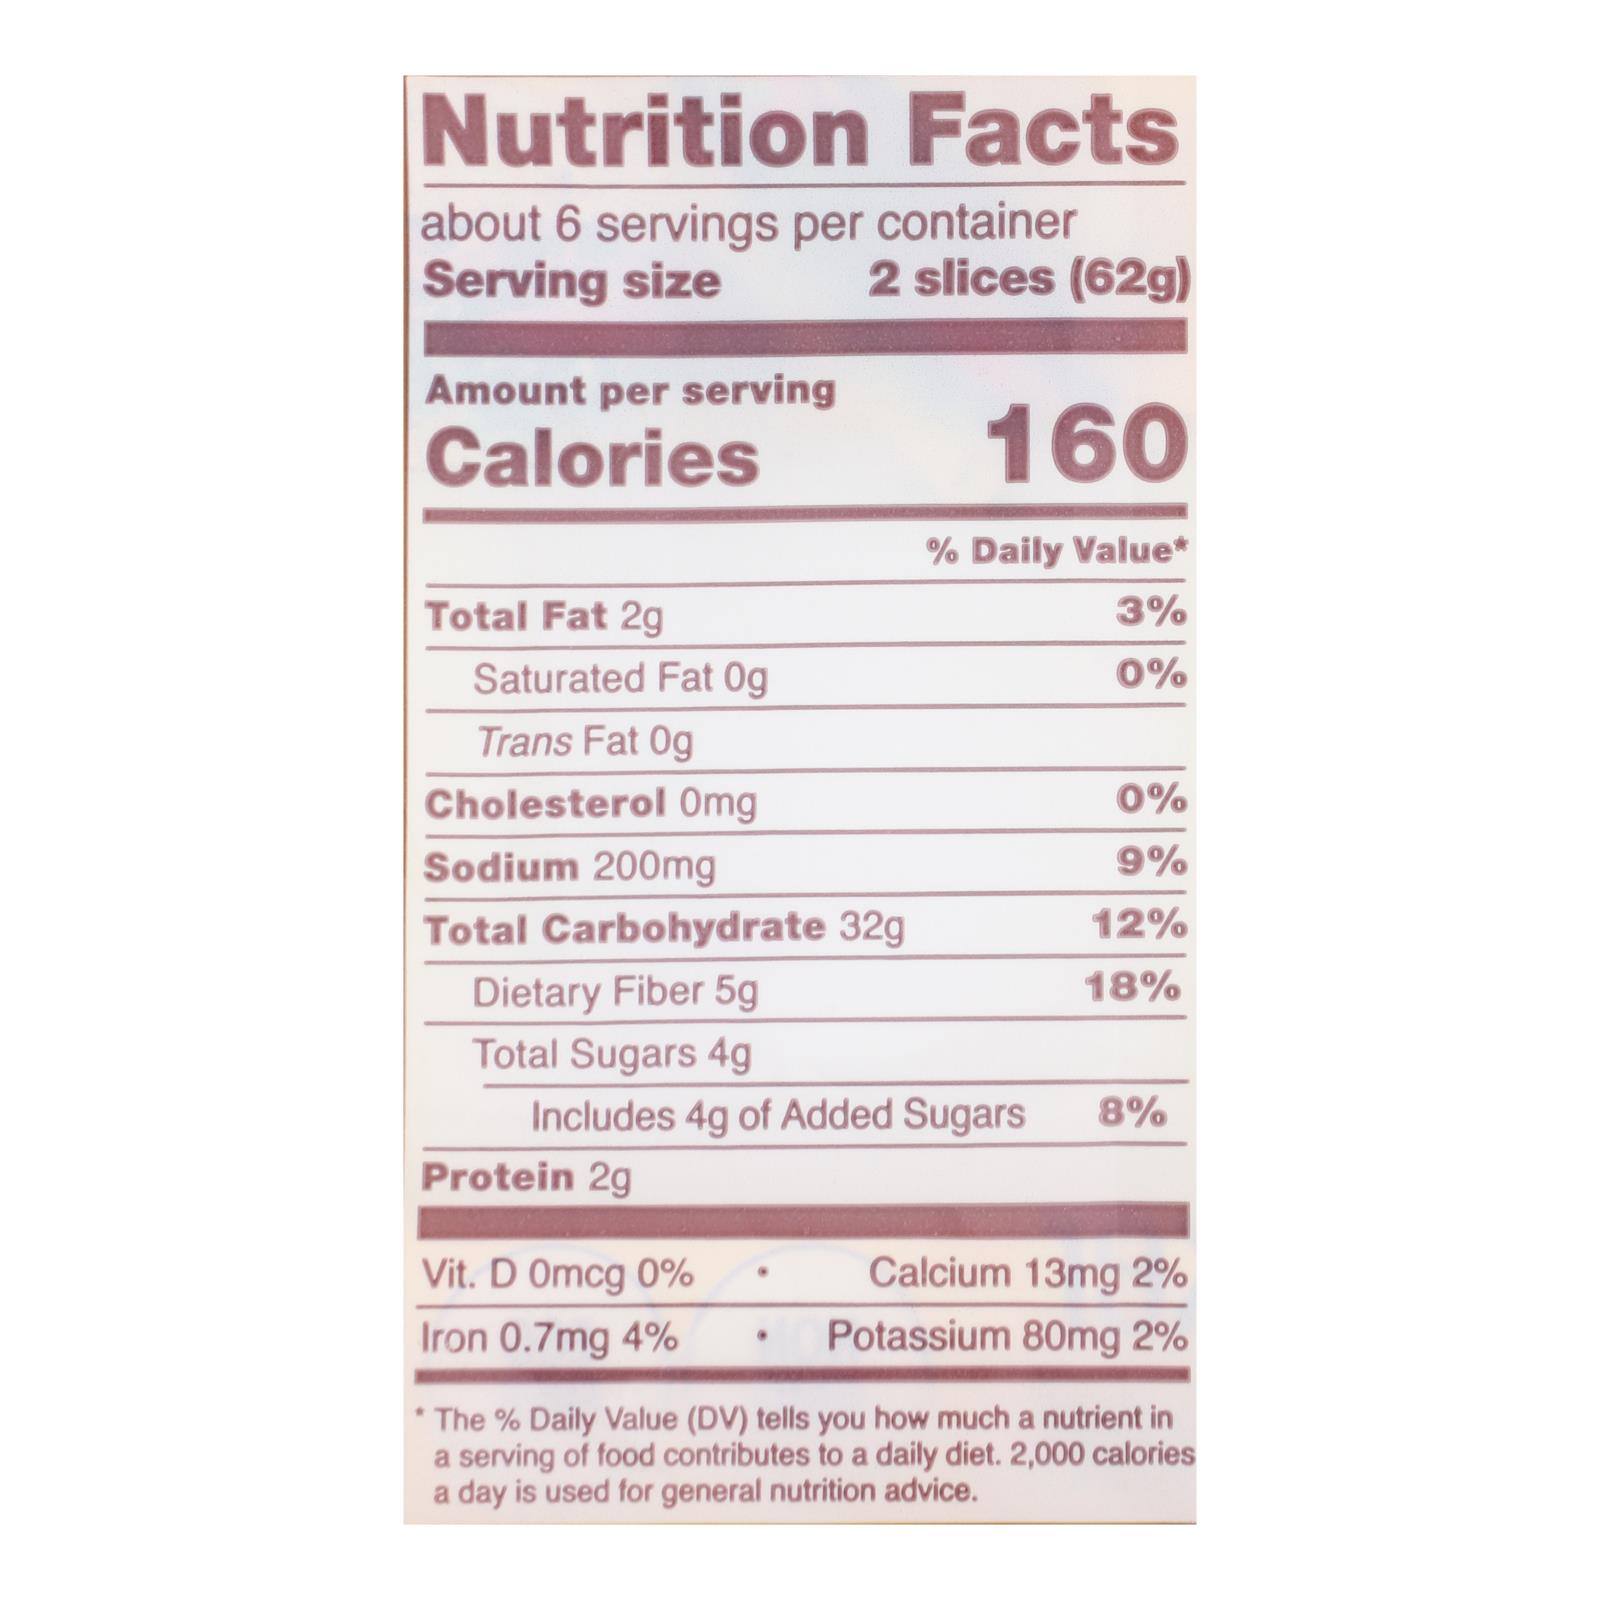 Nutrition Facts
about 6 servings per container
Serving size 2 slices (62g)
Amount per serving
Calories 160
% Daily Value*
Total Fat 2g 3%
Saturated Fat 0g 0%
Trans Fat 0g
Cholesterol 0mg 0%
Sodium 200mg 9%
Total Carbohydrate 32g 12%
Dietary Fiber 5g 18%
Total Sugars 4g
Includes 4g of Added Sugars 8%
Protein 2g
Vit. D 0mcg 0% • Calcium 13mg 2%
Iron 0.7mg 4% • Potassium 80mg 2%
* The % Daily Value (DV) tells you how much a nutrient in
a serving of food contributes to a daily diet. 2,000 calories
a day is used for general nutrition advice.